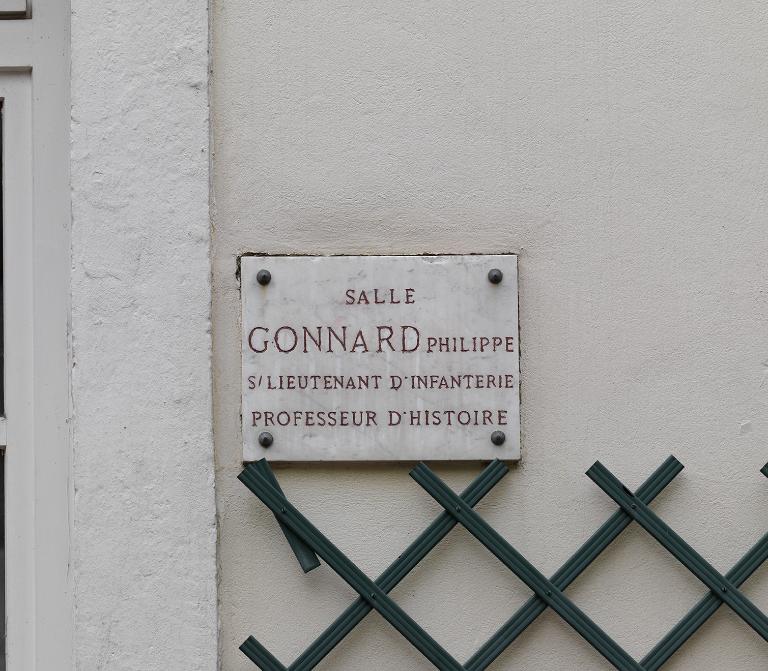 SALLE
GONNARD PHILIPPE
S/LIEUTENANT D'INFANTERIE
PROFESSEUR D'HISTOIRE